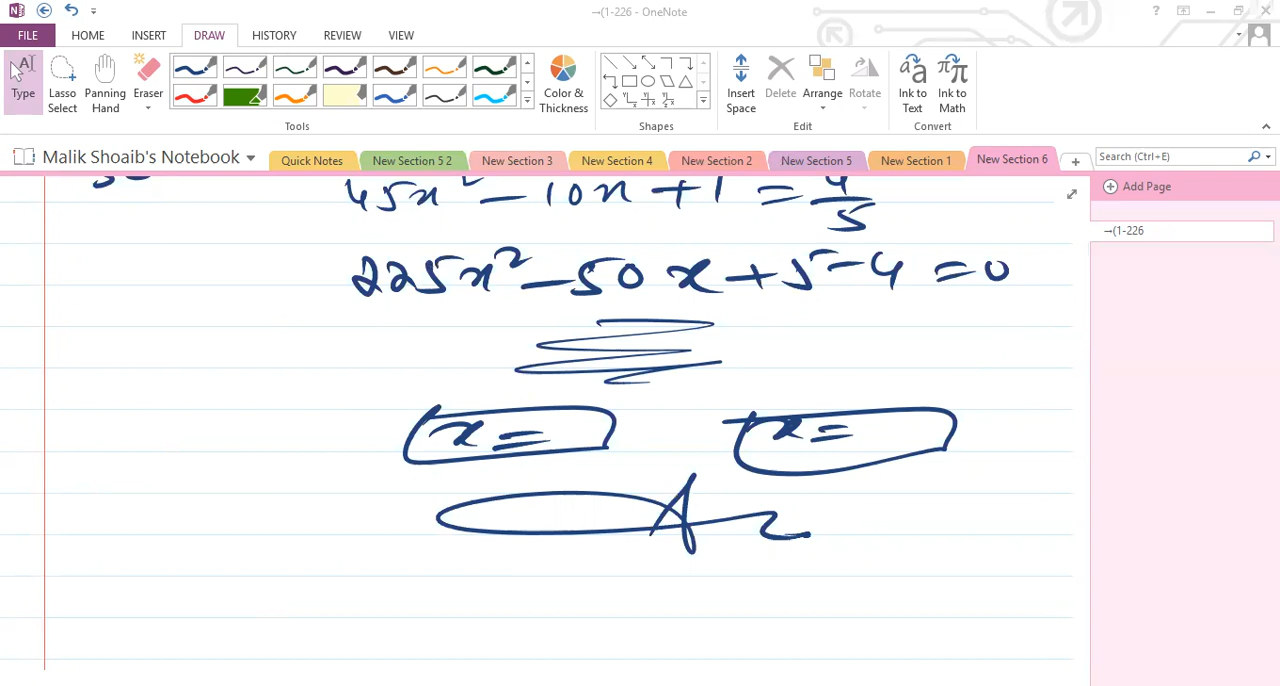 →(1-226 - OneNote
FILE HOME INSERT DRAW HISTORY REVIEW VIEW
Type
Lasso Select
Panning Hand
Eraser
Color & Thickness
Insert Space
Delete
Arrange
Rotate
Ink to Text
Ink to Math
Tools Shapes Edit Convert
Malik Shoaib's Notebook Quick Notes New Section 5 2 New Section 3 New Section 4 New Section 2 New Section 5 New Section 1 New Section 6 Search (Ctrl+E)
Add Page
→(1-226
45x² - 10x + 1 = 4/5
225x² - 50x + 5 - 4 = 0
x = x =